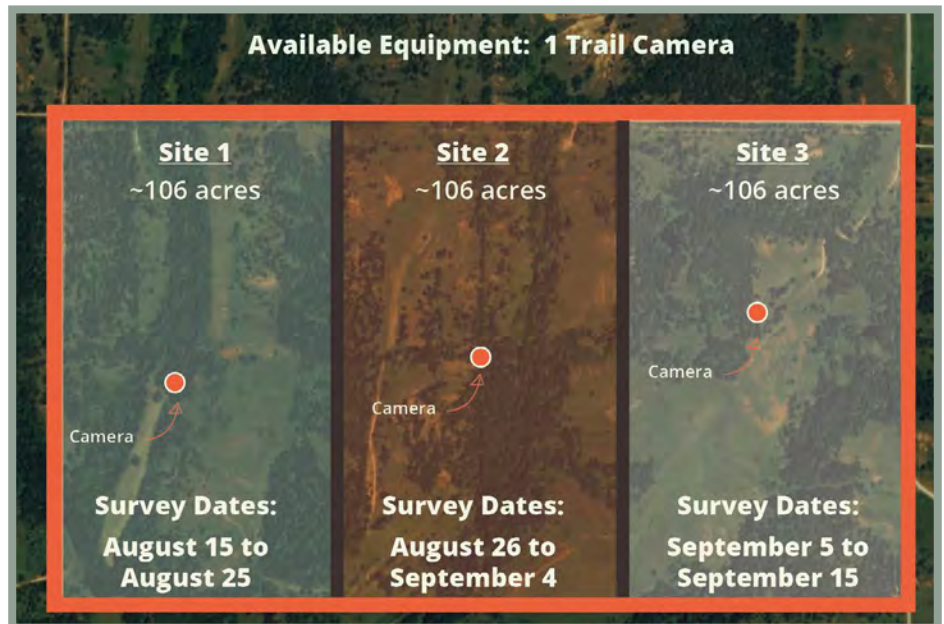 Available Equipment: 1 Trail Camera
Site 1
~106 acres
Camera
Survey Dates:
August 15 to
August 25
Site 2
~106 acres
Camera
Survey Dates:
August 26 to
September 4
Site 3
~106 acres
Camera
Survey Dates:
September 5 to
September 15